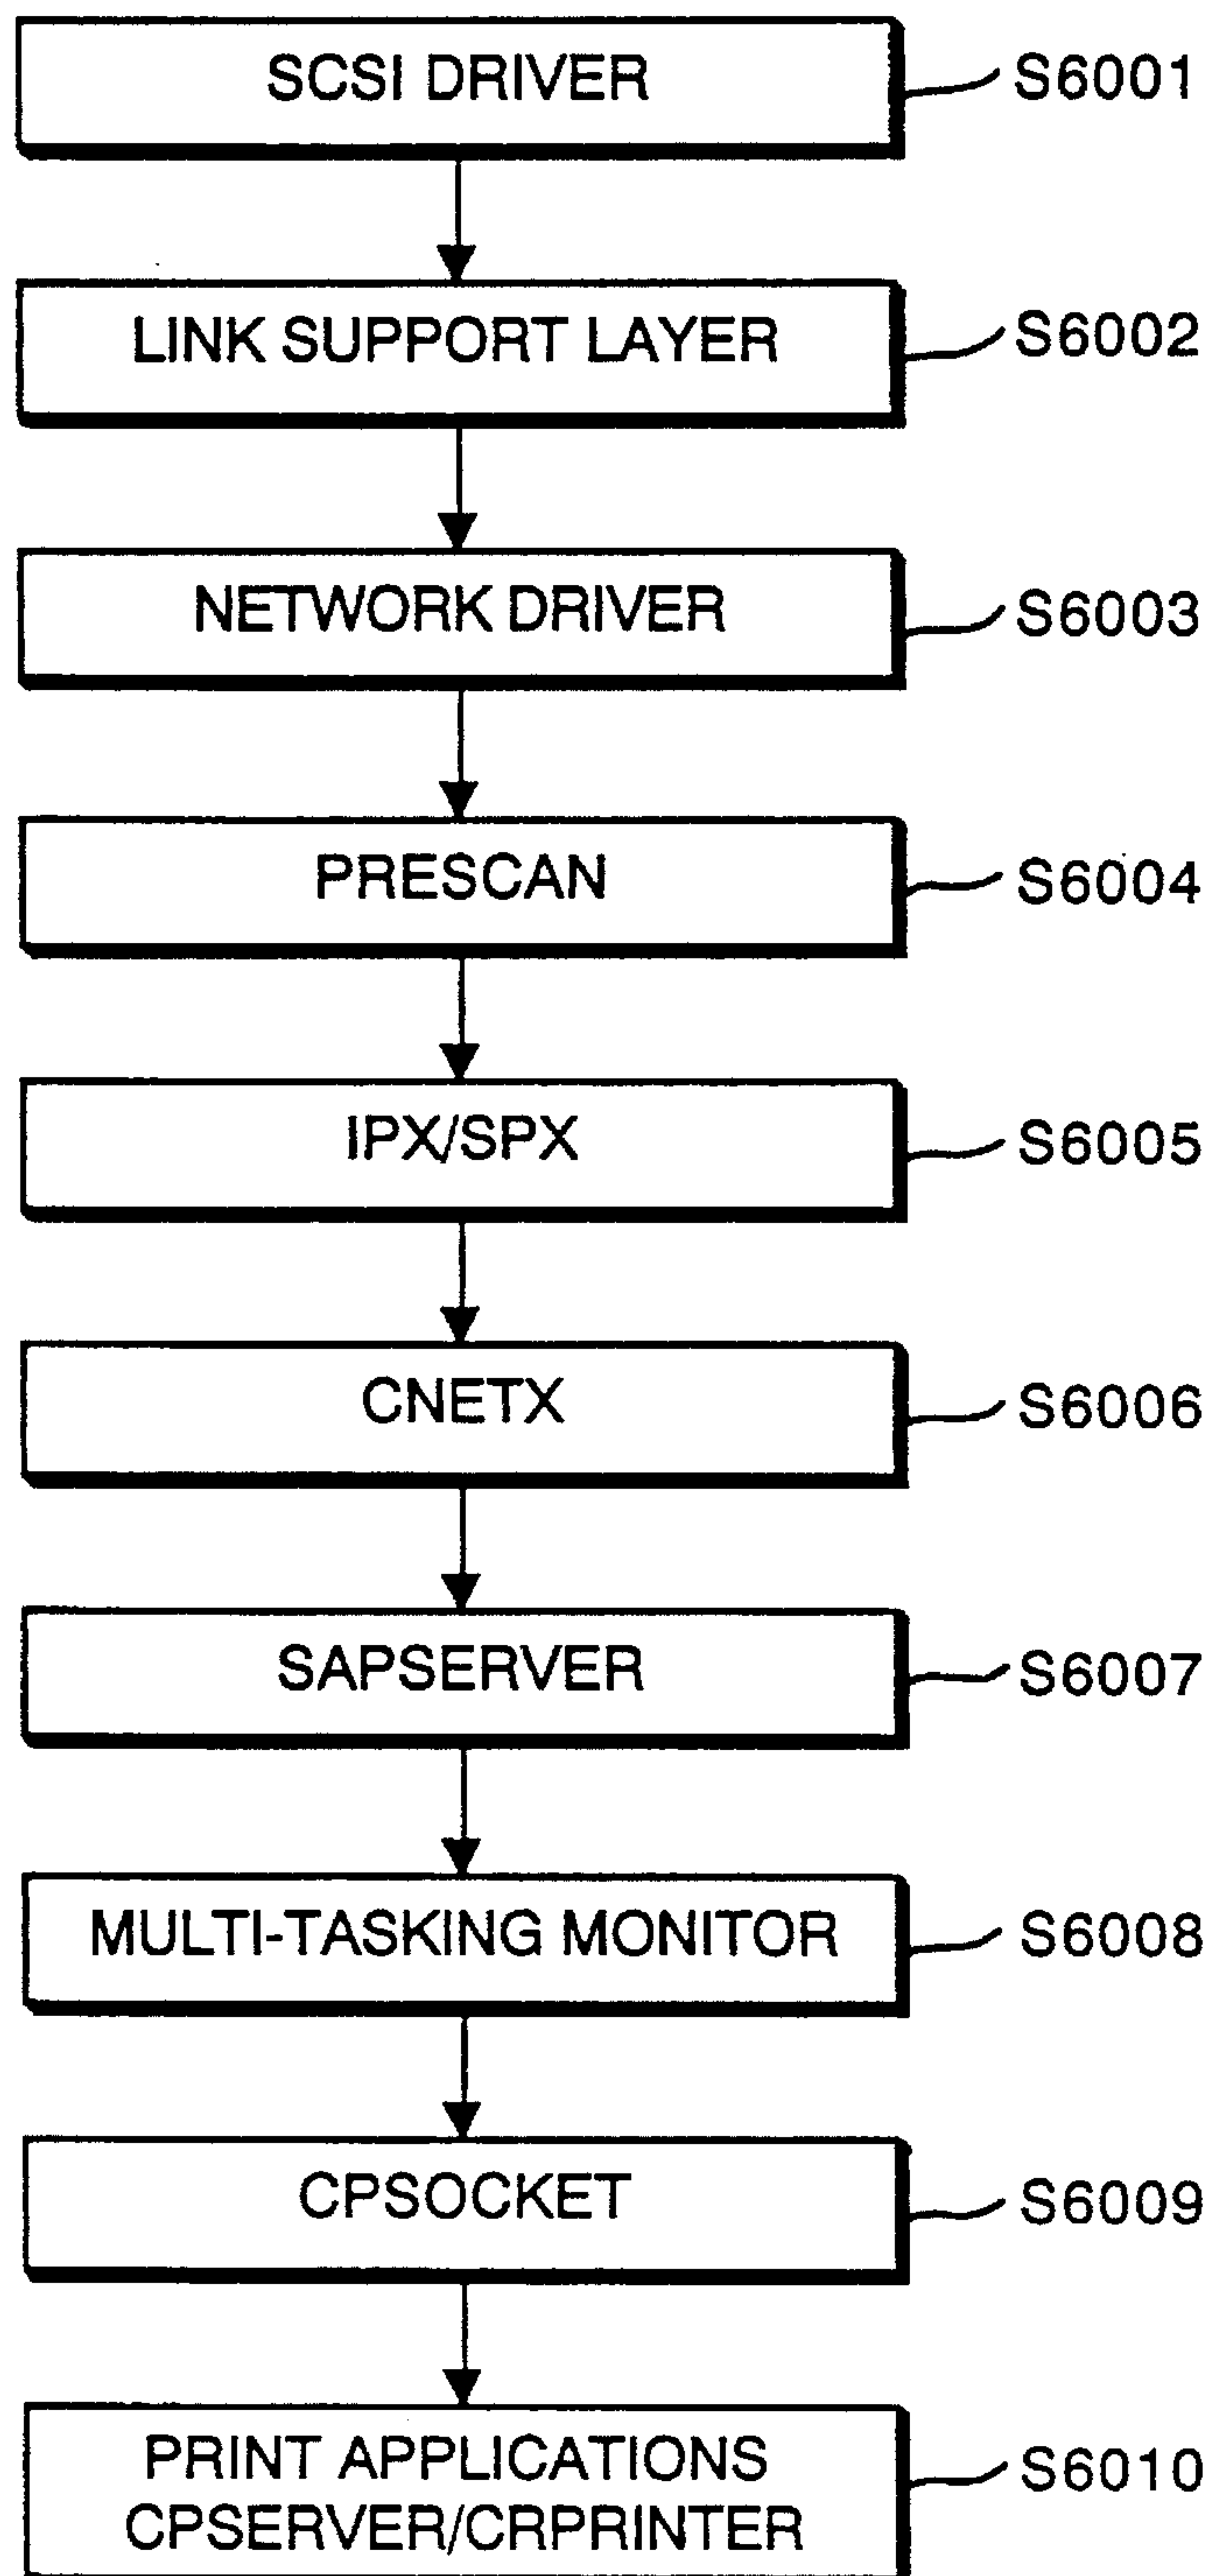 SCSI DRIVER S6001
LINK SUPPORT LAYER S6002
NETWORK DRIVER S6003
PRESCAN S6004
IPX/SPX S6005
CNETX S6006
SAPSERVER S6007
MULTI-TASKING MONITOR S6008
CPSOCKET S6009
PRINT APPLICATIONS S6010
CPSERVER/CRPRINTER